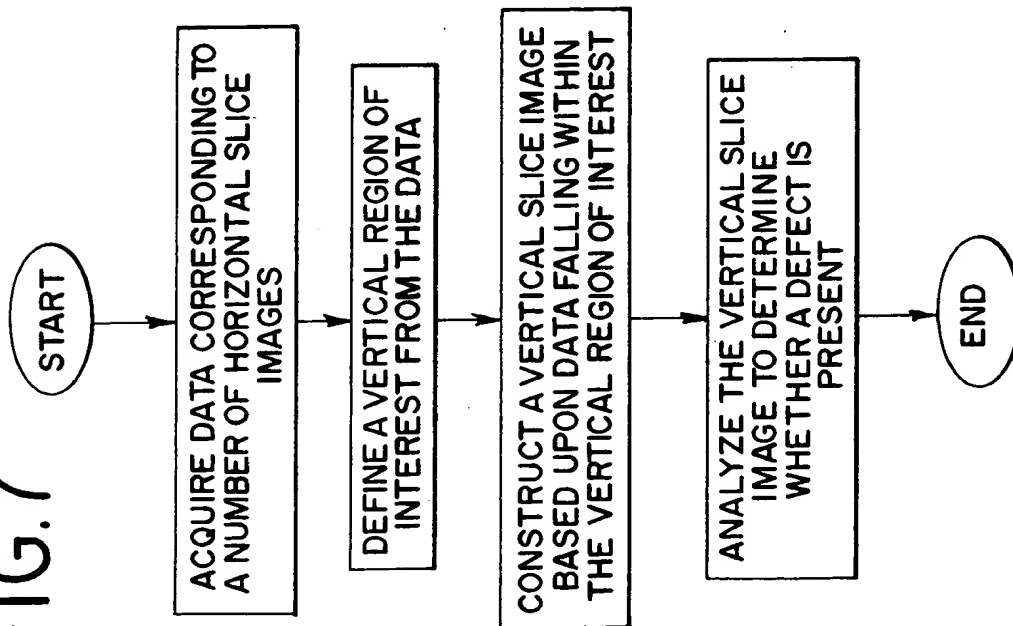 IG. 7
START
ACQUIRE DATA CORRESPONDING TO
A NUMBER OF HORIZONTAL SLICE
IMAGES
DEFINE A VERTICAL REGION OF
INTEREST FROM THE DATA
CONSTRUCT A VERTICAL SLICE IMAGE
BASED UPON DATA FALLING WITHIN
THE VERTICAL REGION OF INTEREST
ANALYZE THE VERTICAL SLICE
IMAGE TO DETERMINE
WHETHER A DEFECT IS
PRESENT
END